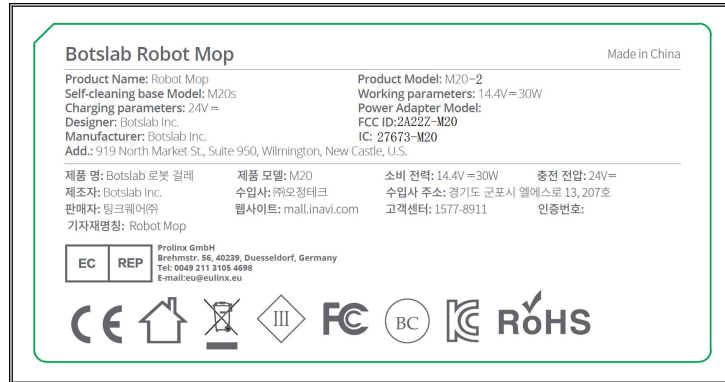 Botslab Robot Mop Made in China
Product Name: Robot Mop Product Model: M20-2
Self-cleaning base Model: M20s Working parameters: 14.4V⎓30W
Charging parameters: 24V⎓ Power Adapter Model:
Designer: Botslab Inc. FCC ID:2A22Z-M20
Manufacturer: Botslab Inc. IC: 27673-M20
Add.: 919 North Market St., Suite 950, Wilmington, New Castle, U.S.
제품 명: Botslab 로봇 걸레 제품 모델: M20 소비 전력: 14.4V⎓30W 충전 전압: 24V⎓
제조자: Botslab Inc. 수입사: ㈜오정테크 수입사 주소: 경기도 군포시 엘에스로 13, 207호
판매자: 팅크웨어㈜ 웹사이트: mall.inavi.com 고객센터: 1577-8911 인증번호:
기자재명칭: Robot Mop
EC REP
Prolinx GmbH
Brehmstr. 56, 40239, Duesseldorf, Germany
Tel: 0049 211 3105 4698
E-mail:eu@eulinx.eu
CE III FC BC KC RoHS